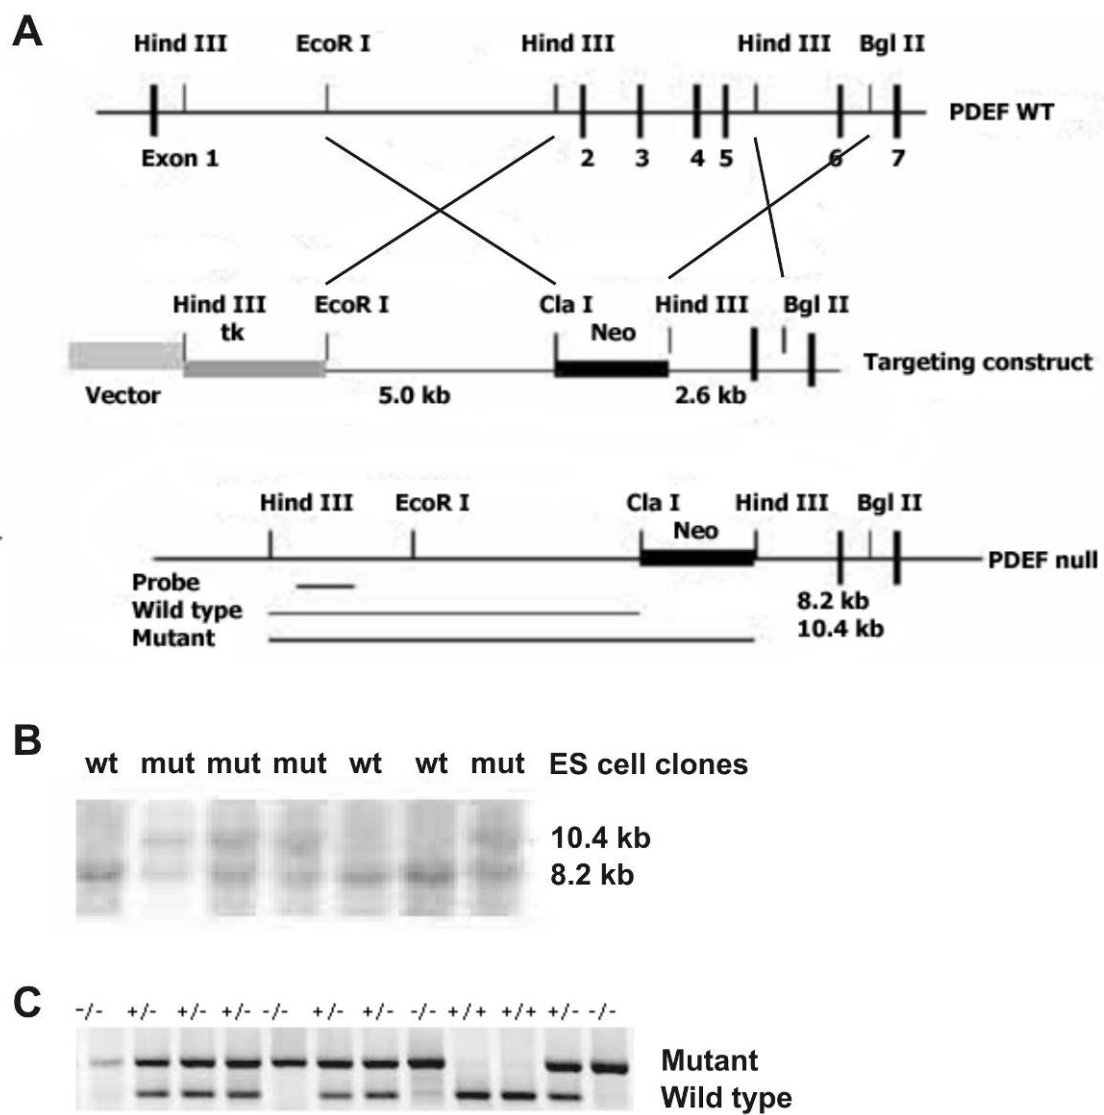 A
Hind III EcoR I Hind III Hind III Bgl II
PDEF WT
Exon 1 2 3 4 5 6 7
Hind III EcoR I Cla I Hind III Bgl II
tk Neo
Targeting construct
Vector 5.0 kb 2.6 kb
Hind III EcoR I Cla I Hind III Bgl II
Neo
PDEF null
Probe
Wild type 8.2 kb
Mutant 10.4 kb
B
wt mut mut mut wt wt mut ES cell clones
10.4 kb
8.2 kb
C
-/- +/- +/- +/- -/- +/- +/- -/- +/+ +/+ +/- -/-
Mutant
Wild type